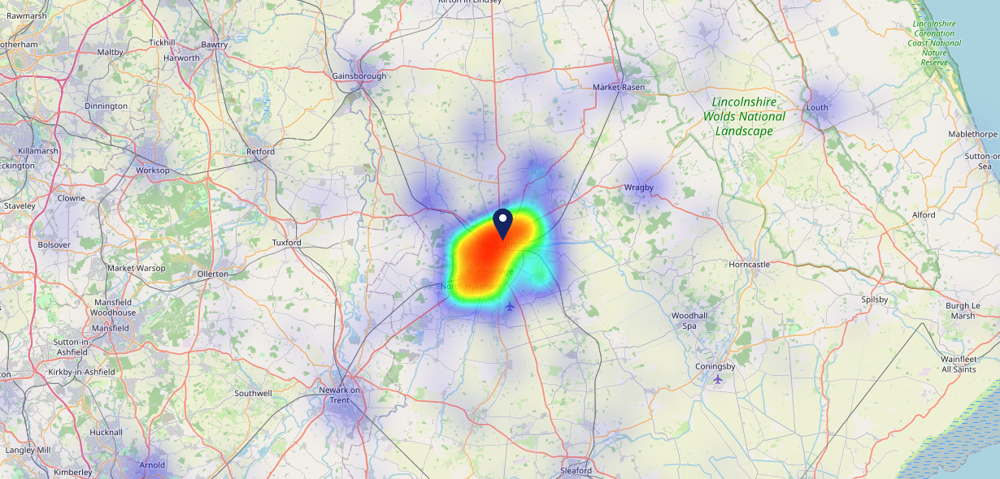 Kirton in Lindsey
Rawmarsh
Tickhill
Bawtry
otherham
Maltby
Harworth
Lincolnshire
Coronation
Coast National
Nature
Reserve
Gainsborough
Market Rasen
Dinnington
Louth
Lincolnshire
Wolds National
Landscape
Mablethorpe
Killamarsh
Retford
Eckington
Worksop
Sutton-on
Sea
Wragby
Clowne
Staveley
Alford
Bolsover
Tuxford
Market Warsop
Ollerton
Horncastle
North Hykeham
Mansfield
Woodhouse
Spilsby
Burgh Le
Marsh
Mansfield
Woodhall
Spa
Sutton-in-
Ashfield
Wainfleet
All Saints
Kirkby-in-Ashfield
Coningsby
Southwell
Newark on
Trent
Hucknall
Langley Mill
Arnold
Kimberley
Sleaford